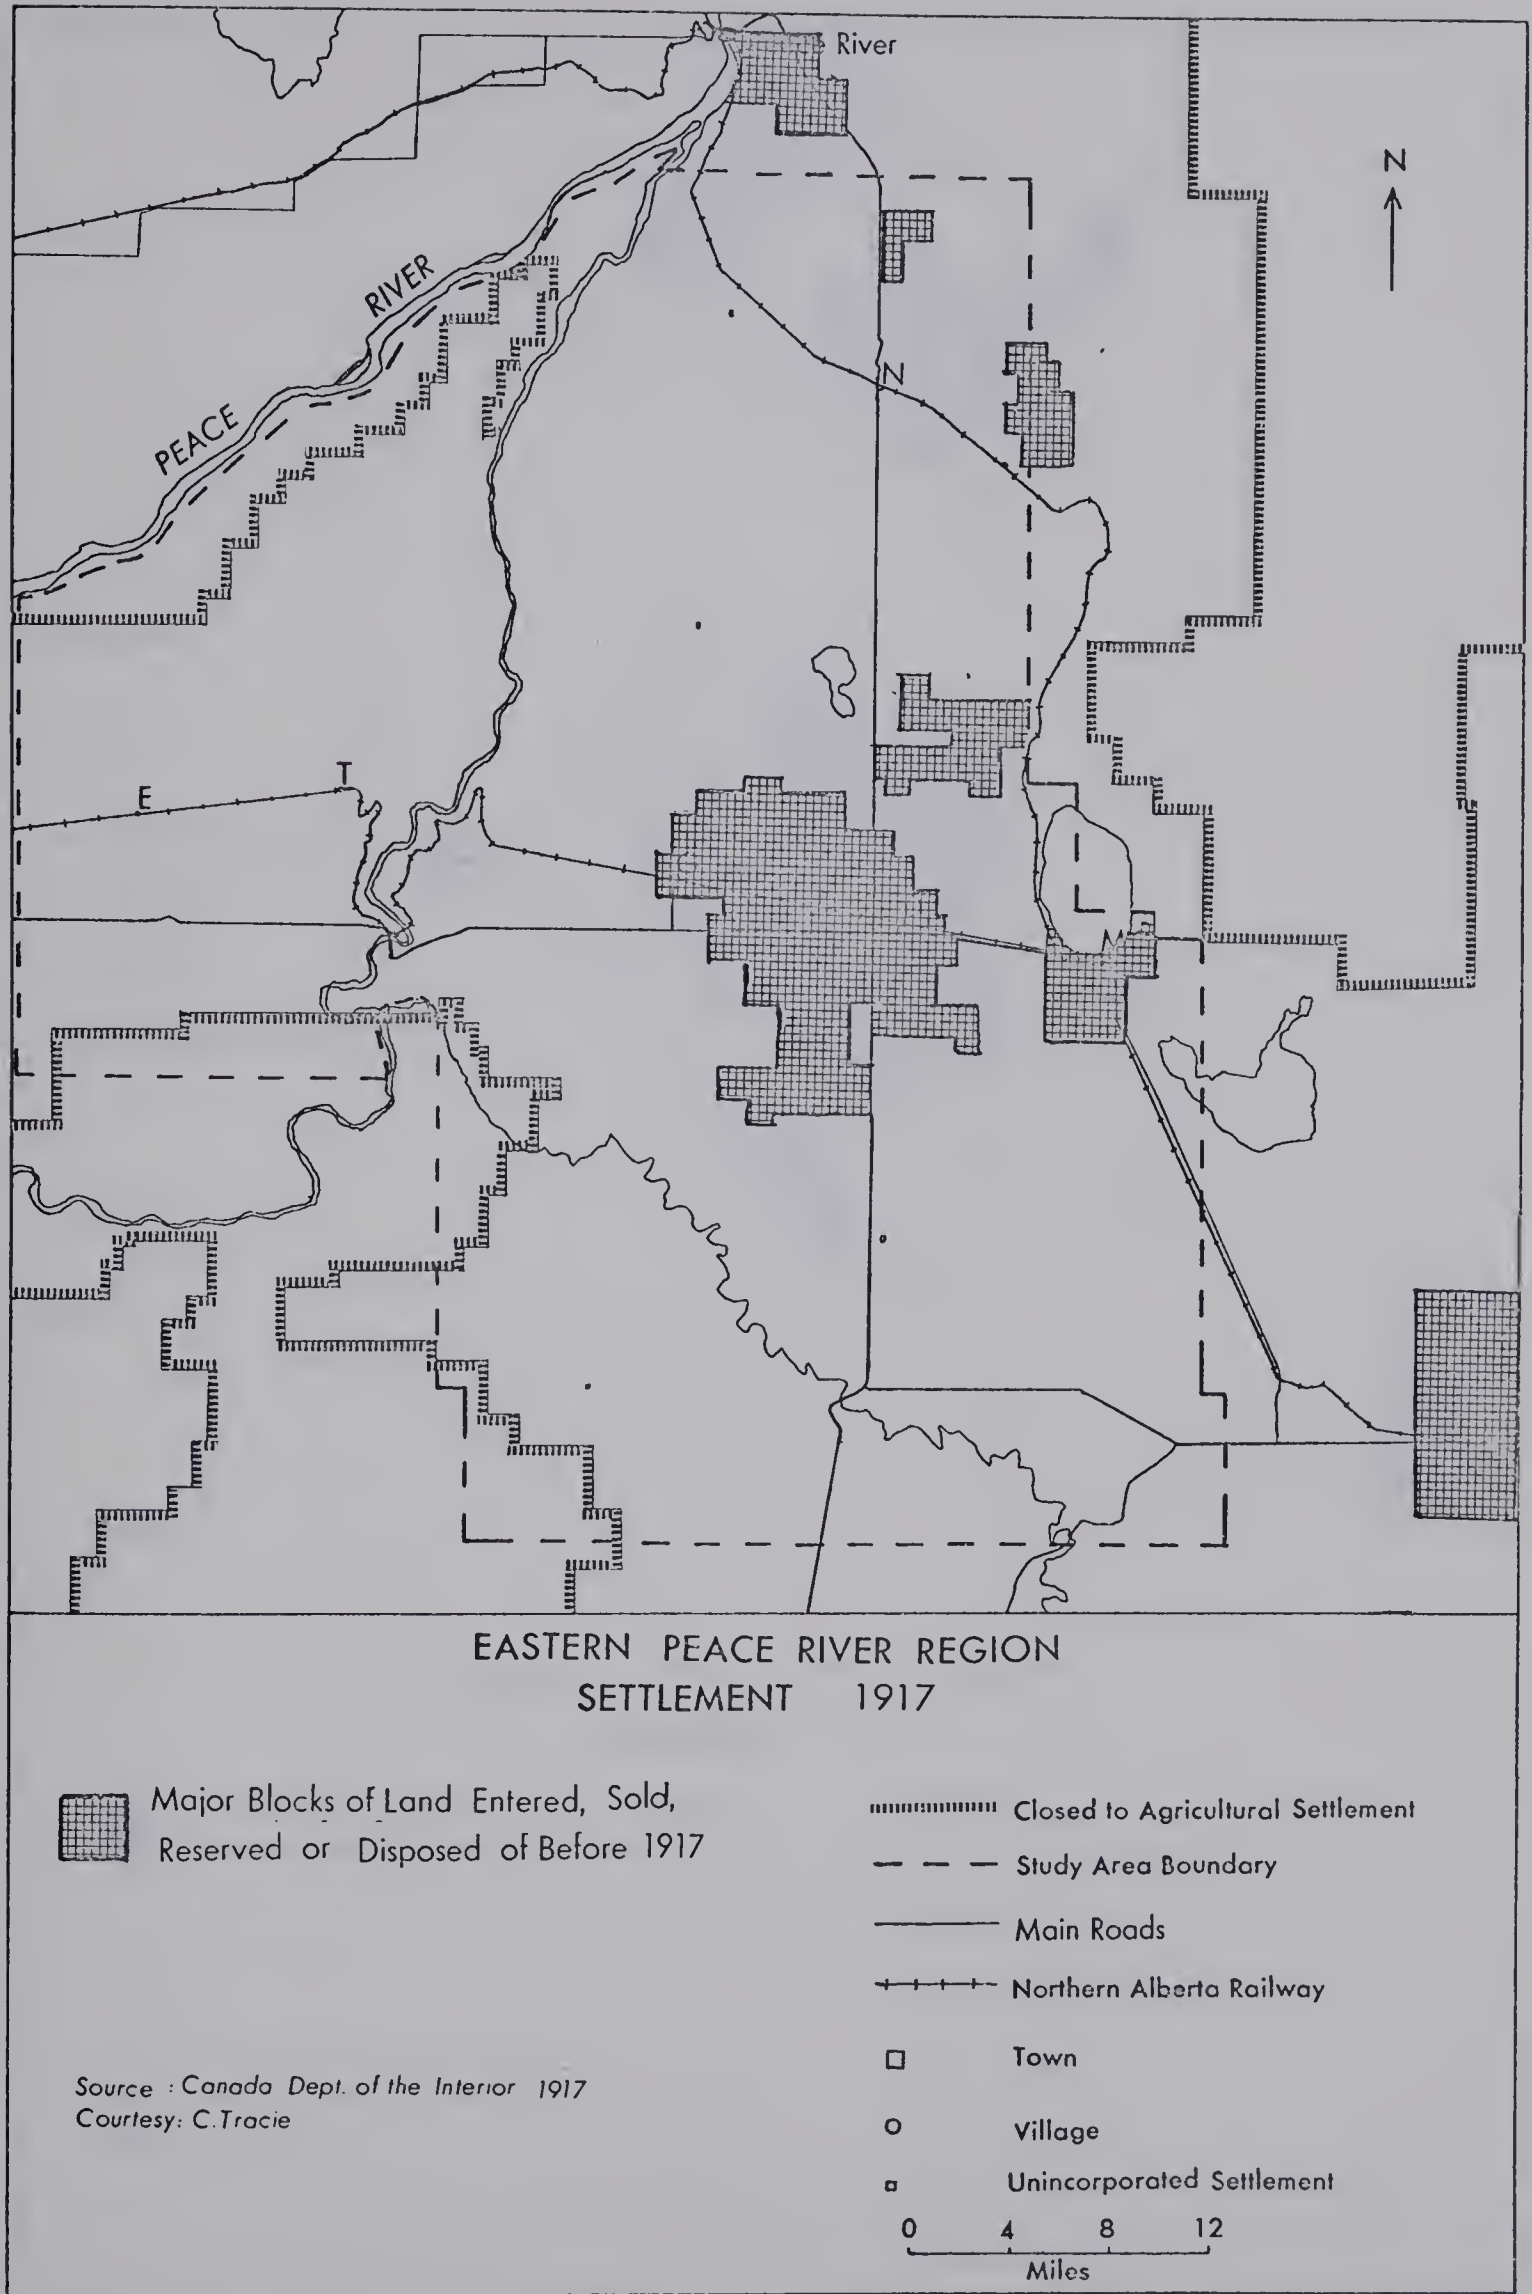 River
N
RIVER
N
PEACE
T
E
M
EASTERN PEACE RIVER REGION
SETTLEMENT 1917
Major Blocks of Land Entered, Sold,
Reserved or Disposed of Before 1917
Closed to Agricultural Settlement
Study Area Boundary
Main Roads
Northern Alberta Railway
Town
Village
Unincorporated Settlement
0 4 8 12
Miles
Source : Canada Dept. of the Interior 1917
Courtesy: C.Tracie